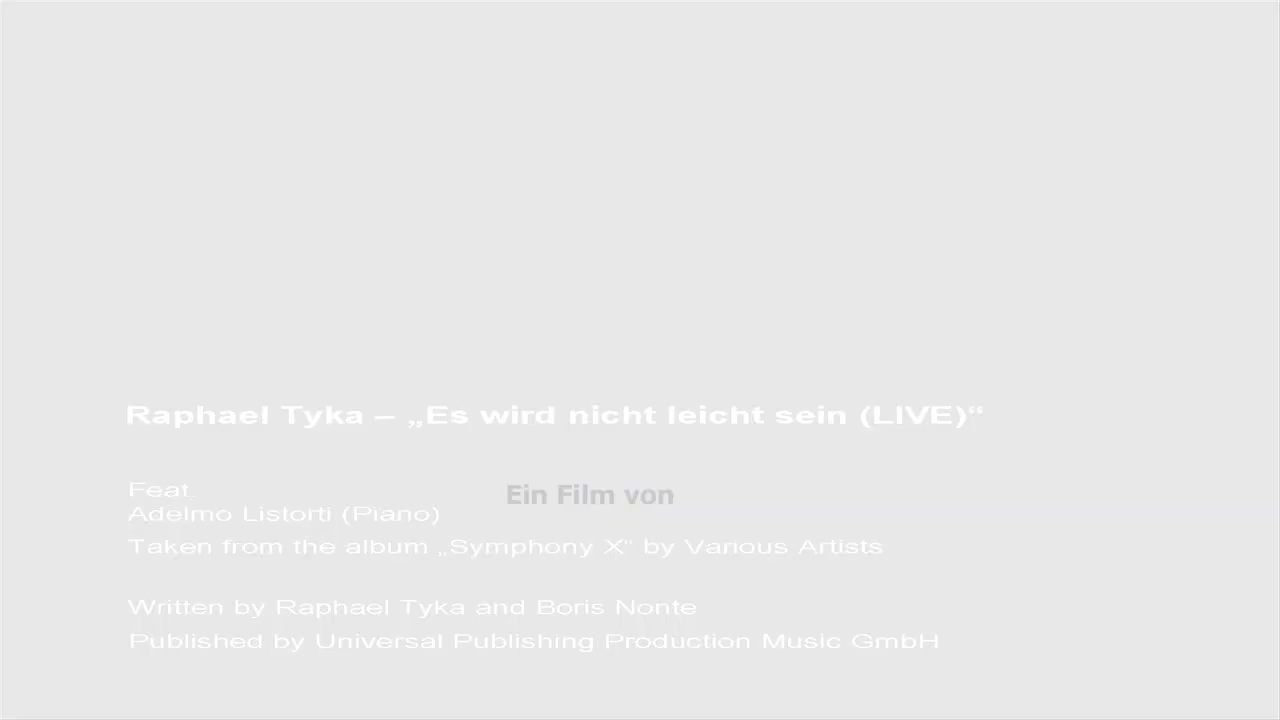 Raphael Tyka – „Es wird nicht leicht sein (LIVE)“
Feat.
Ein Film von
Adelmo Listorti (Piano)
Taken from the album „Symphony X“ by Various Artists
Written by Raphael Tyka and Boris Nonte
Published by Universal Publishing Production Music GmbH